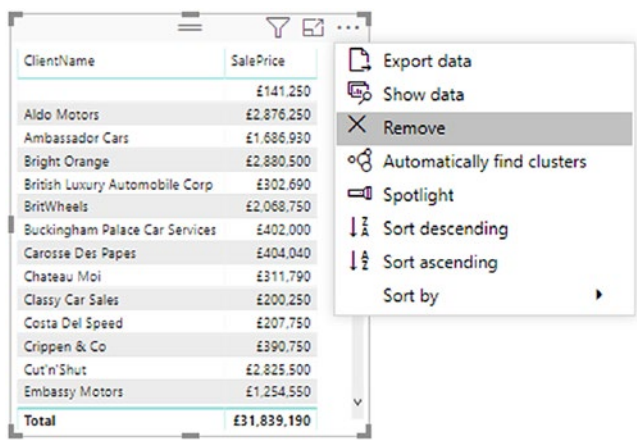 ClientName SalePrice
£141,250
Aldo Motors £2,876,250
Ambassador Cars £1,686,930
Bright Orange £2,880,500
British Luxury Automobile Corp £302,690
BritWheels £2,068,750
Buckingham Palace Car Services £402,000
Carosse Des Papes £404,040
Chateau Moi £311,790
Classy Car Sales £200,250
Costa Del Speed £207,750
Crippen & Co £390,750
Cut'n'Shut £2,825,500
Embassy Motors £1,254,550
Total £31,839,190
Export data
Show data
Remove
Automatically find clusters
Spotlight
Sort descending
Sort ascending
Sort by